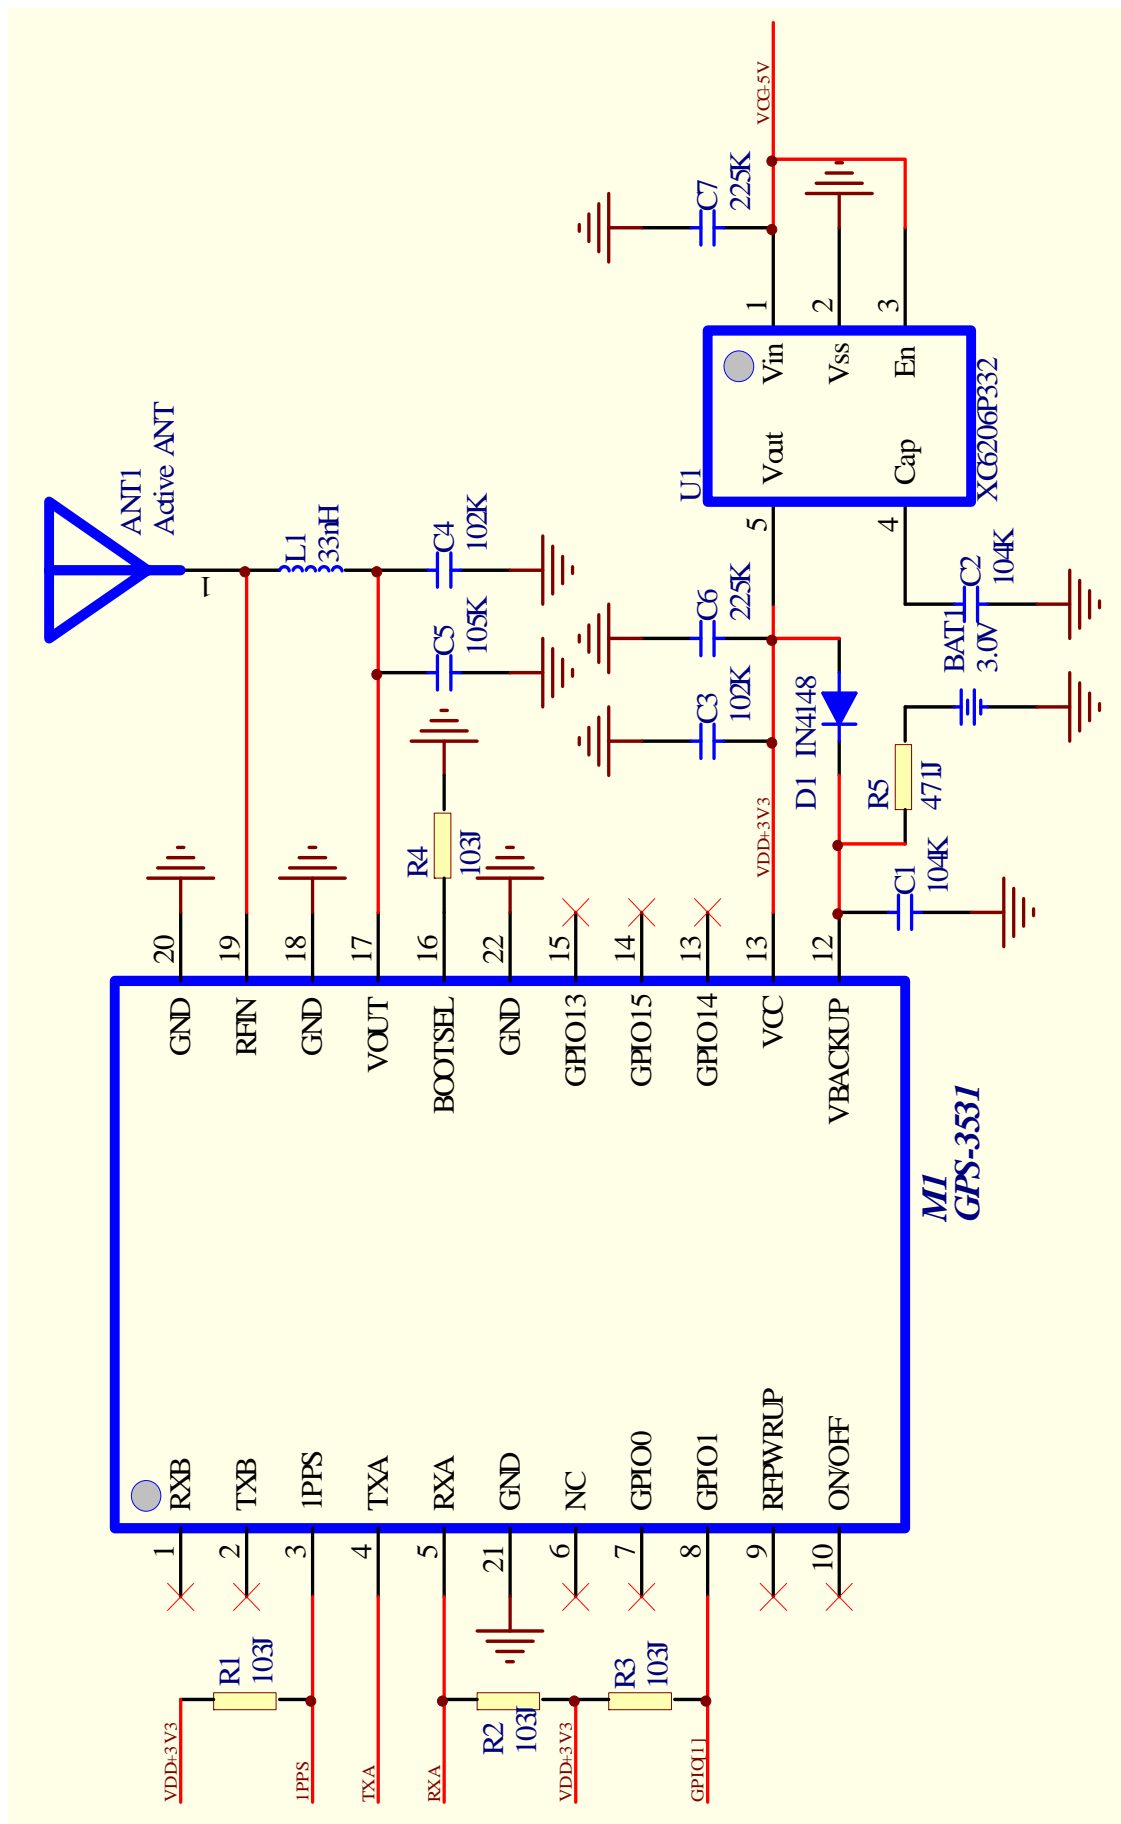 VDD+3V3
R1
103J
1PPS
TXA
RXA
R2
103J
VDD+3V3
R3
103J
GPIO[1]
1
RXB
2
TXB
3
1PPS
4
TXA
5
RXA
21
GND
6
NC
7
GPIO0
8
GPIO1
9
RFPWRUP
10
ON/OFF
M1
GPS-3531
GND
20
RFIN
19
GND
18
VOUT
17
BOOTSEL
16
GND
22
GPIO13
15
GPIO15
14
GPIO14
13
VCC
13
VBACKUP
12
ANT1
Active ANT
1
L1
33nH
C4
102K
C5
105K
R4
103J
VDD+3V3
C3
102K
C6
225K
D1 IN4148
R5
471J
C1
104K
BAT1
3.0V
C2
104K
U1
5
Vout
Vin
1
Vss
2
4
Cap
En
3
XC6206P332
C7
225K
VCC+5V